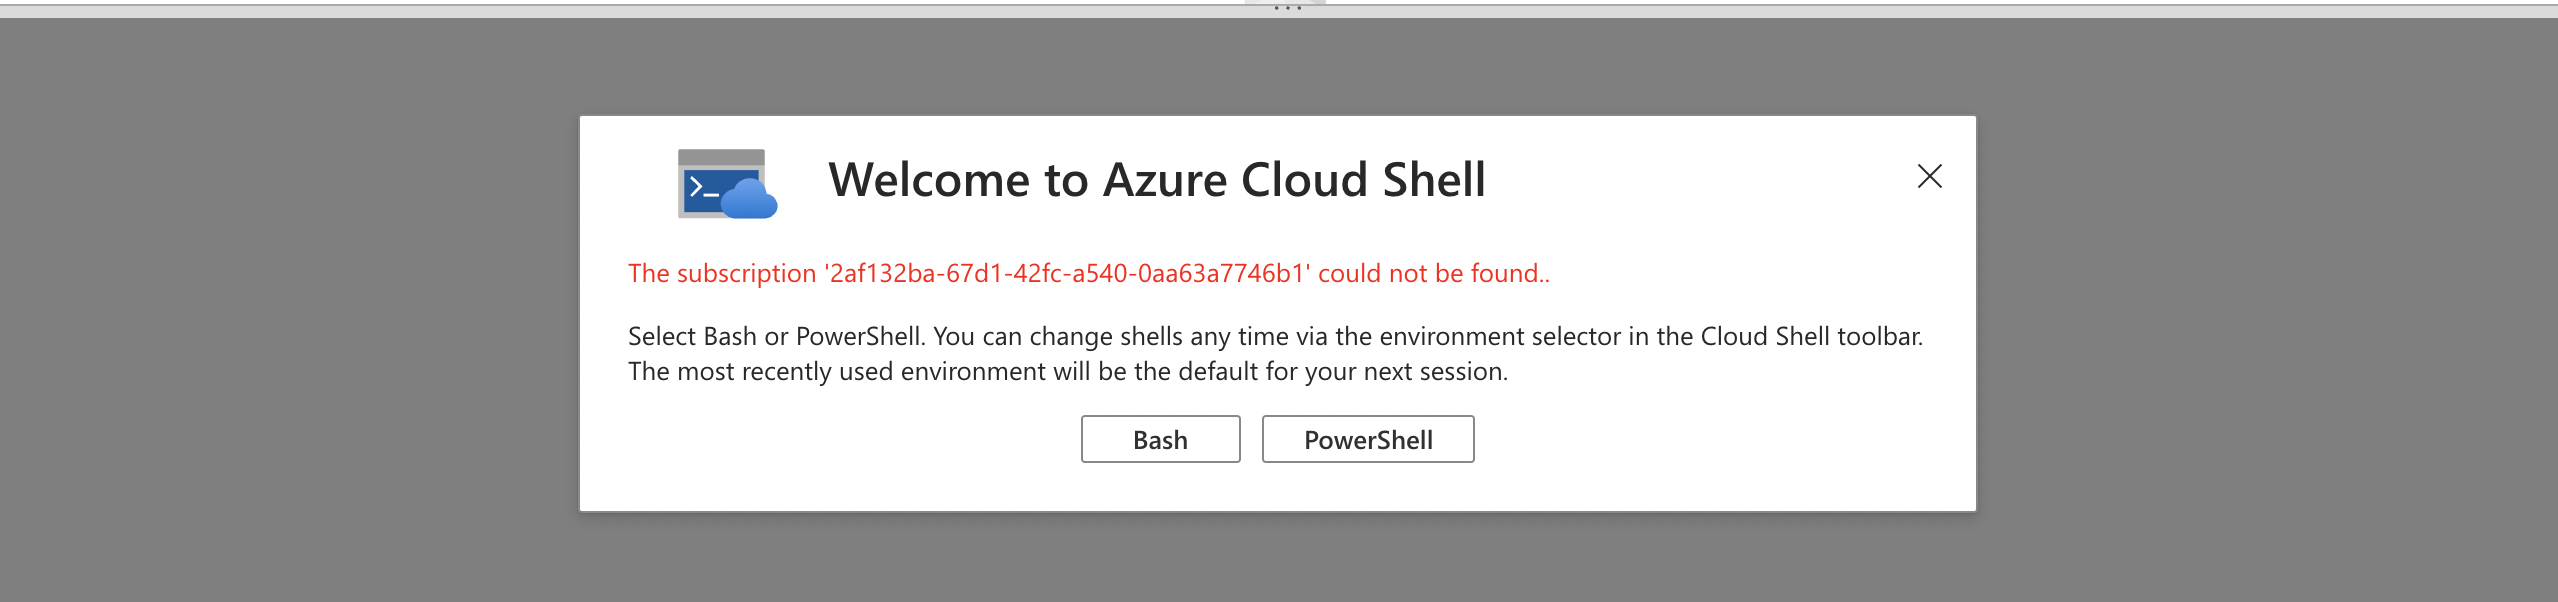 Welcome to Azure Cloud Shell
The subscription '2af132ba-67d1-42fc-a540-0aa63a7746b1' could not be found..
Select Bash or PowerShell. You can change shells any time via the environment selector in the Cloud Shell toolbar.
The most recently used environment will be the default for your next session.
Bash
PowerShell